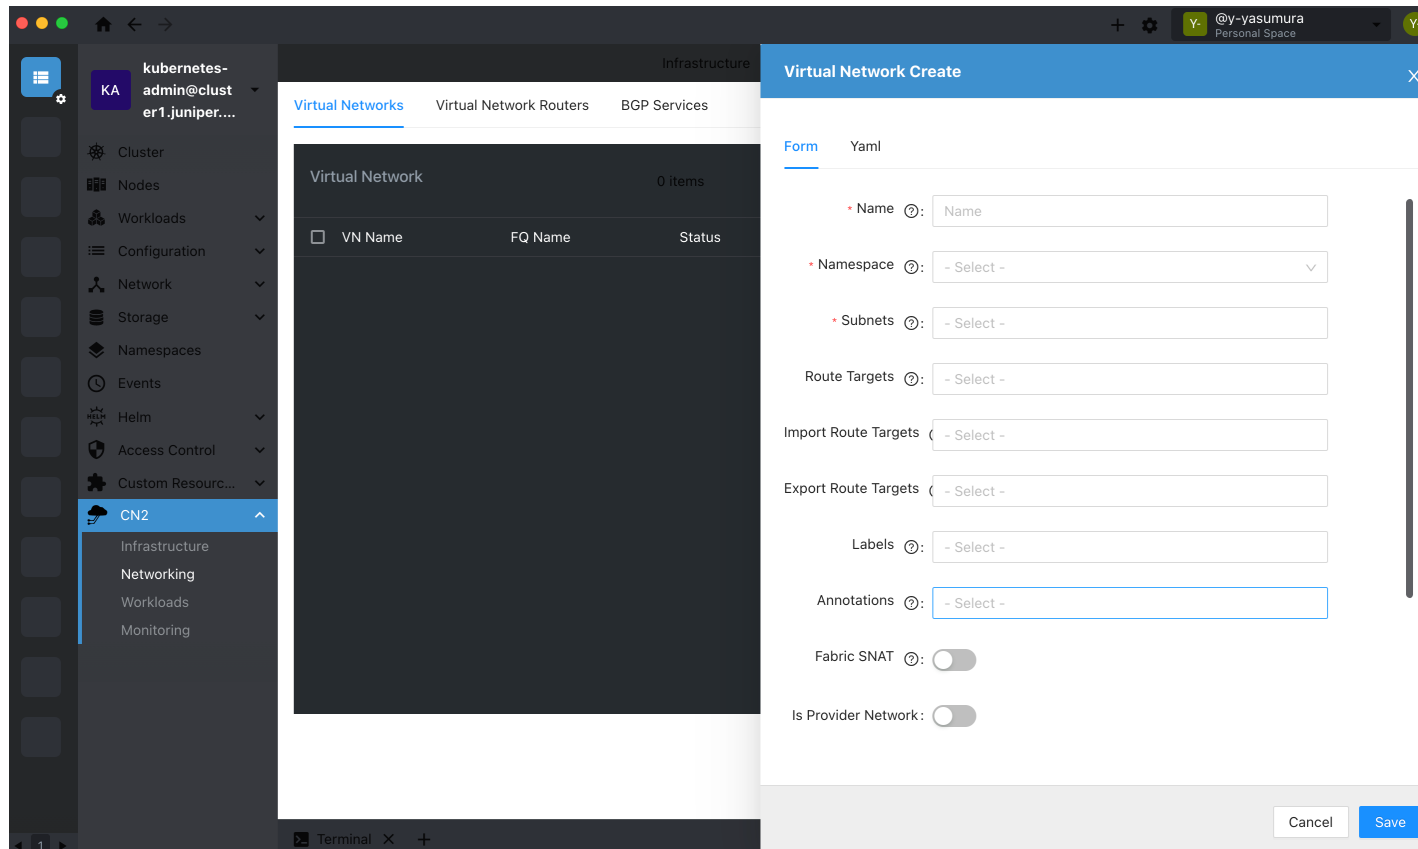 Y-
@y-yasumura
Personal Space
Y
KA
kubernetes-
admin@clust
er1.juniper....
Cluster
Nodes
Workloads
Configuration
Network
Storage
Namespaces
Events
HELM
Helm
Access Control
Custom Resourc...
CN2
Infrastructure
Networking
Workloads
Monitoring
1
Infrastructure
Virtual Networks
Virtual Network Routers
BGP Services
Virtual Network
0 items
VN Name
FQ Name
Status
Terminal
Virtual Network Create
Form
Yaml
* Name ? :
Name
* Namespace ? :
- Select -
* Subnets ? :
- Select -
Route Targets ? :
- Select -
Import Route Targets
- Select -
Export Route Targets
- Select -
Labels ? :
- Select -
Annotations ? :
- Select -
Fabric SNAT ? :
Is Provider Network :
Cancel
Save